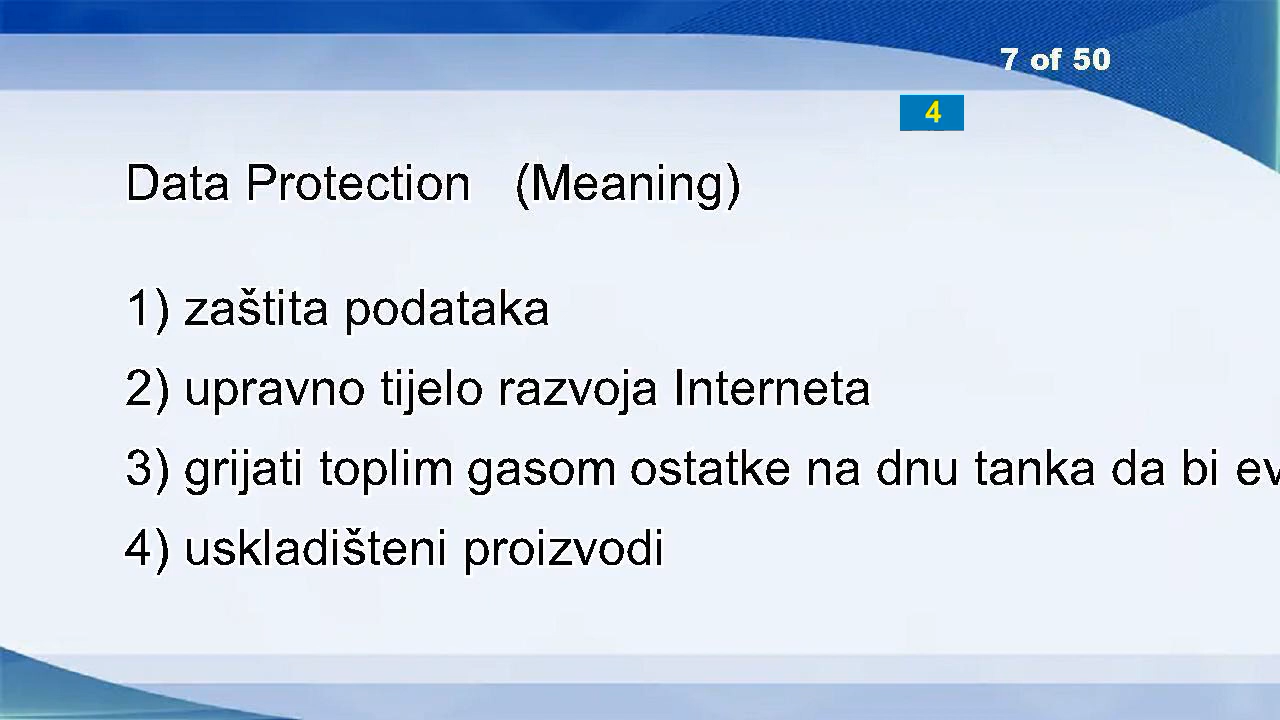 7 of 50
4
Data Protection (Meaning)
1) zaštita podataka
2) upravno tijelo razvoja Interneta
3) grijati toplim gasom ostatke na dnu tanka da bi
4) uskladišteni proizvodi